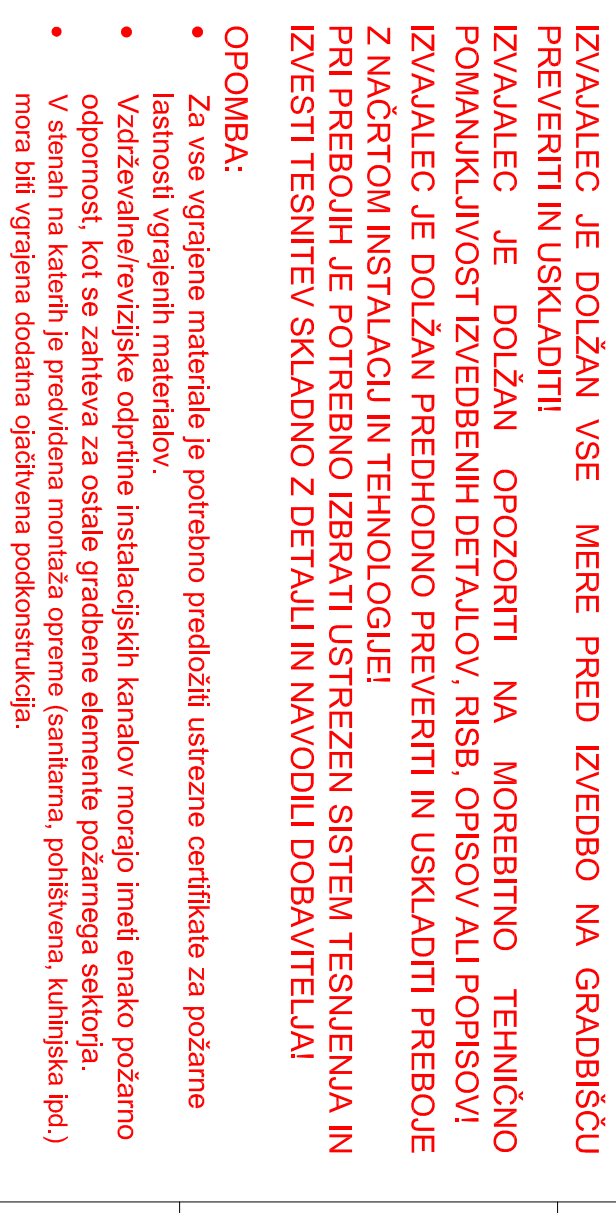 IZVAJALEC JE DOLŽAN VSE MERE PRED IZVEDBO NA GRADBIŠČU
PREVERITI IN USKLADITI!
IZVAJALEC JE DOLŽAN OPOZORITI NA MOREBITNO TEHNIČNO
POMANJKLJIVOST IZVEDBENIH DETAJLOV, RISB, OPISOV ALI POPISOV!
IZVAJALEC JE DOLŽAN PREDHODNO PREVERITI IN USKLADITI PREBOJE
Z NAČRTOM INSTALACIJ IN TEHNOLOGIJE!
PRI PREBOJIH JE POTREBNO IZBRATI USTREZEN SISTEM TESNJENJA IN
IZVESTI TESNITEV SKLADNO Z DETAJLI IN NAVODILI DOBAVITELJA!
OPOMBA:
• Za vse vgrajene materiale je potrebno predložiti ustrezne certifikate za požarne
lastnosti vgrajenih materialov.
• Vzdrževalne/revizijske odprtine instalacijskih kanalov morajo imeti enako požarno
odpornost, kot se zahteva za ostale gradbene elemente požarnega sektorja.
• V stenah na katerih je predvidena montaža opreme (sanitarna, pohištvena, kuhinjska ipd.)
mora biti vgrajena dodatna ojačitvena podkonstrukcija.